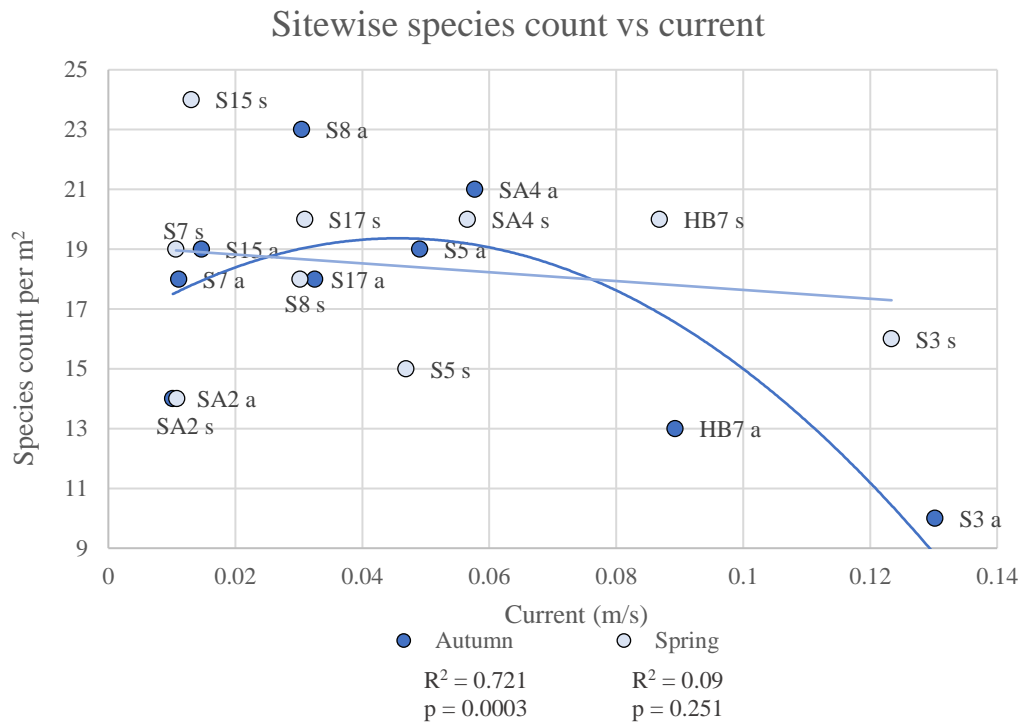 Sitewise species count vs current
Species count per m²
25
23
21
19
17
15
13
11
9
S15 s
S8 a
SA4 a
S7 s
S17 s
SA4 s
HB7 s
S15 a
S5 a
S7 a
S17 a
S8 s
S3 s
S5 s
SA2 a
SA2 s
HB7 a
S3 a
0 0.02 0.04 0.06 0.08 0.1 0.12 0.14
Current (m/s)
Autumn Spring
R² = 0.721 R² = 0.09
p = 0.0003 p = 0.251